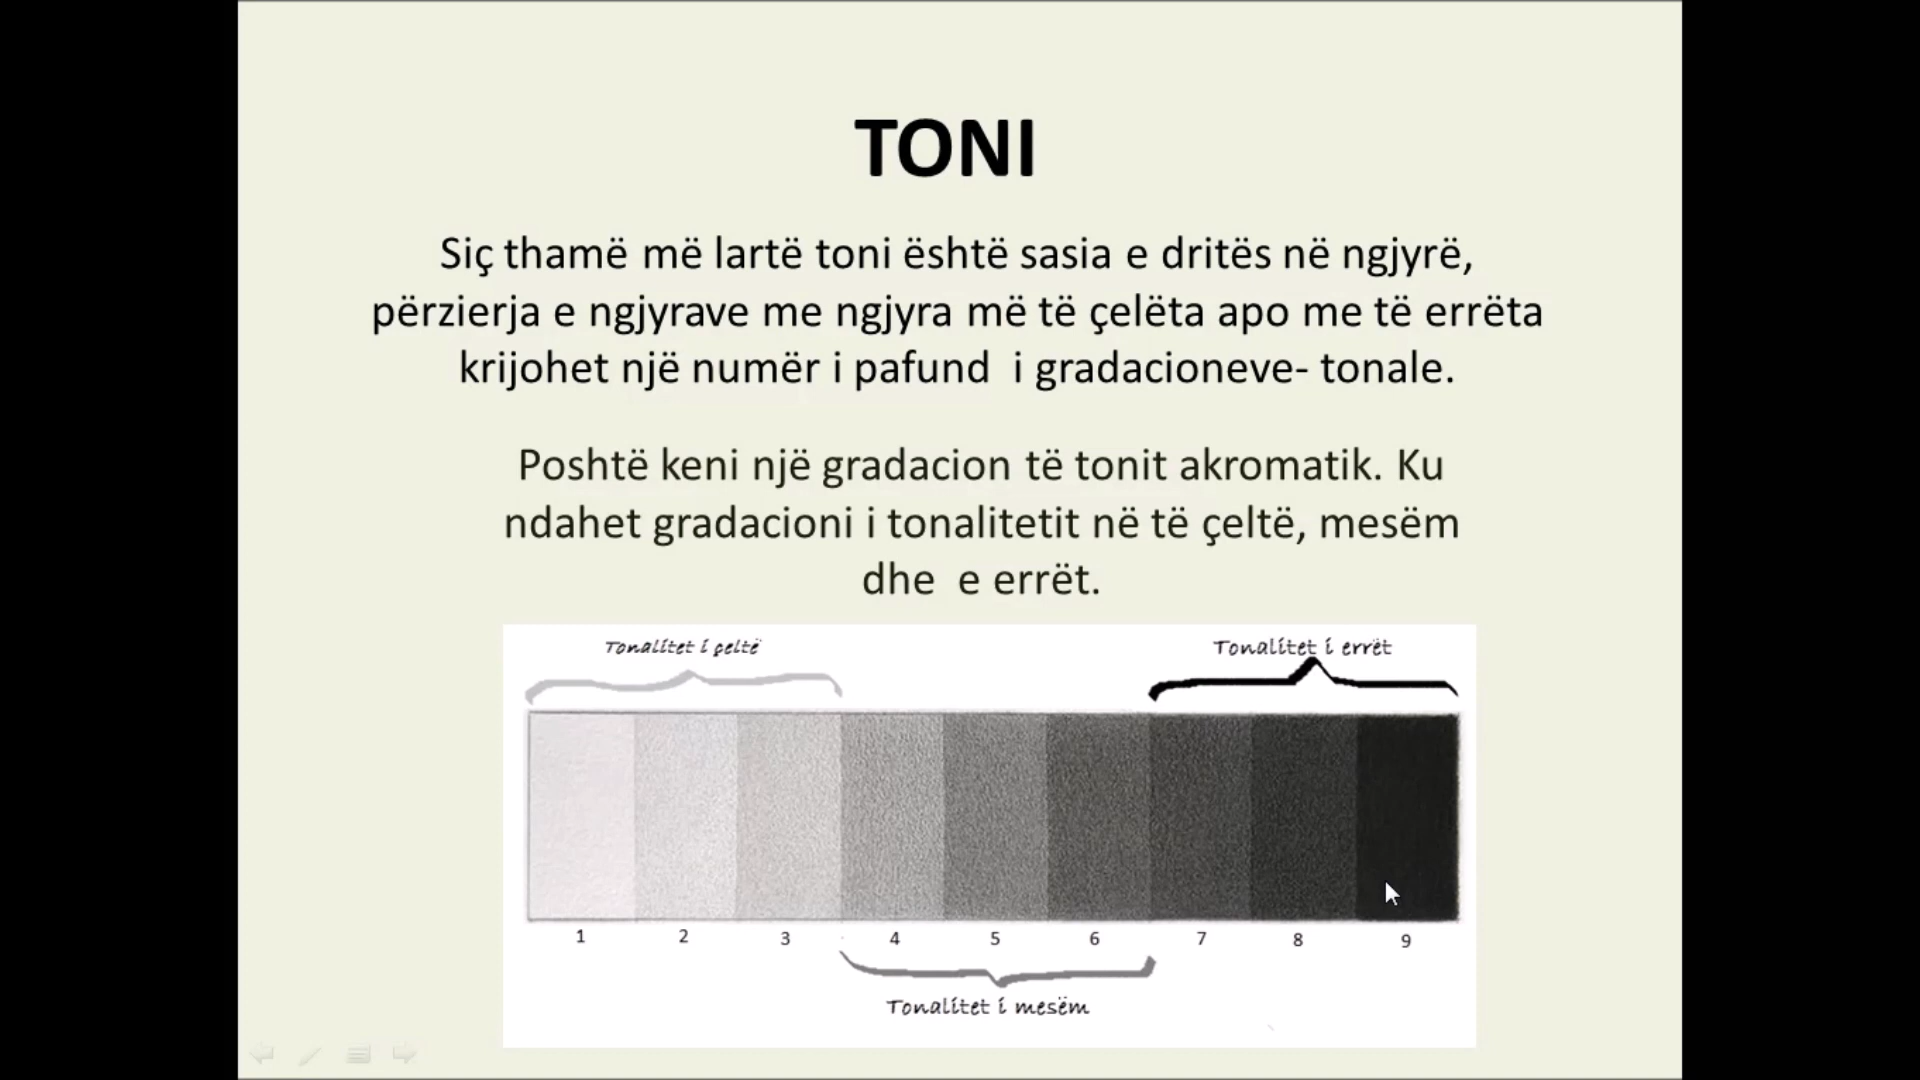 TONI
Siç thamë më lartë toni është sasia e dritës në ngjyrë,
përzierja e ngjyrave me ngjyra më të çelëta apo me të errëta
krijohet një numër i pafund i gradacioneve- tonale.
Poshtë keni një gradacion të tonit akromatik. Ku
ndahet gradacioni i tonalitetit në të çeltë, mesëm
dhe e errët.
Tonalitet i çeltë
Tonalitet i errët
1 2 3 4 5 6 7 8 9
Tonalitet i mesëm